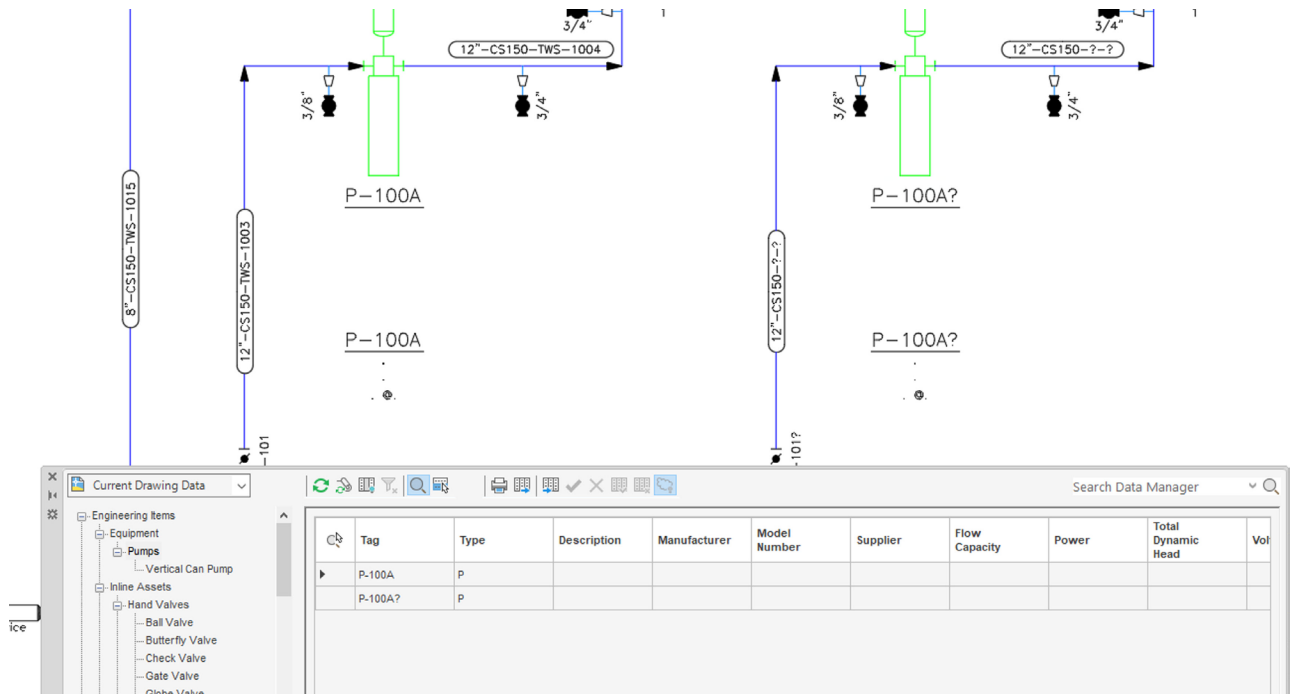 3/4"
1
3/4"
1
12"-CS150-TWS-1004
12"-CS150-?-?
3/8"
3/4"
3/8"
3/4"
8"-CS150-TWS-1015
12"-CS150-TWS-1003
P-100A
P-100A?
12"-CS150-?-?
P-100A
P-100A?
. @.
. @.
-101
-101?
Current Drawing Data
Search Data Manager
Engineering Items
Equipment
Pumps
Vertical Can Pump
Inline Assets
Hand Valves
Ball Valve
Butterfly Valve
Check Valve
Gate Valve
Globe Valve
Tag Type Description Manufacturer Model Number Supplier Flow Capacity Power Total Dynamic Head Vol
P-100A P
P-100A? P
ice